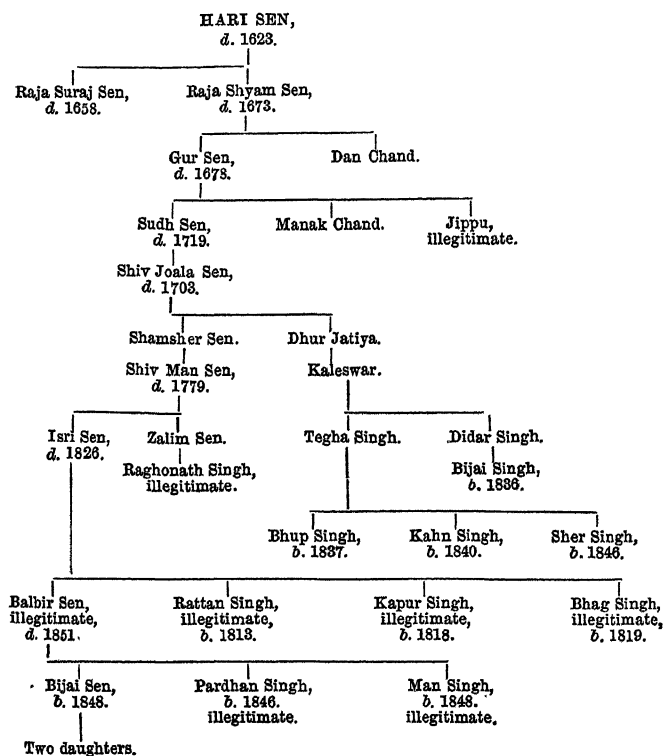 HARI SEN,
d. 1623.
Raja Suraj Sen,
d. 1658.
Raja Shyam Sen,
d. 1673.
Gur Sen,
d. 1678.
Dan Chand.
Sudh Sen,
d. 1719.
Manak Chand.
Jippu,
illegitimate.
Shiv Joala Sen,
d. 1703.
Shamsher Sen.
Dhur Jatiya.
Shiv Man Sen,
d. 1779.
Kaleswar.
Isri Sen,
d. 1826.
Zalim Sen.
Tegha Singh.
Didar Singh.
Raghonath Singh,
illegitimate.
Bijai Singh,
b. 1836.
Bhup Singh,
b. 1837.
Kahn Singh,
b. 1840.
Sher Singh,
b. 1846.
Balbir Sen,
illegitimate,
d. 1851.
Rattan Singh,
illegitimate,
b. 1813.
Kapur Singh,
illegitimate,
b. 1818.
Bhag Singh,
illegitimate,
b. 1819.
Bijai Sen,
b. 1848.
Pardhan Singh,
b. 1846.
illegitimate.
Man Singh,
b. 1848.
illegitimate.
Two daughters.